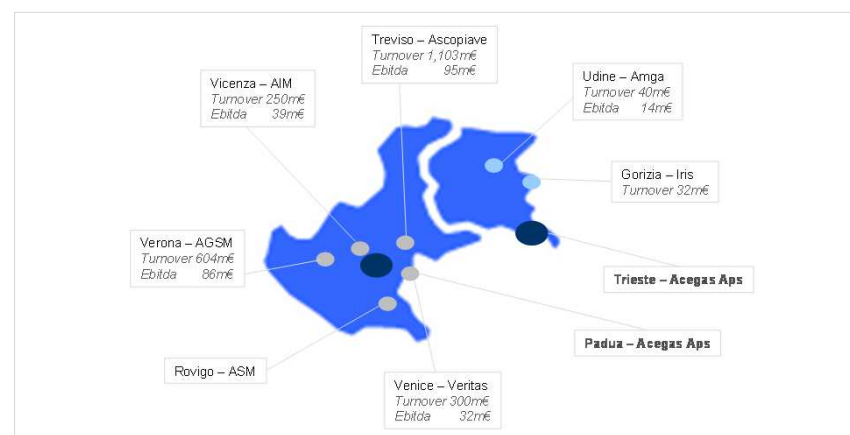 Treviso – Ascopiave
Turnover 1,103m€
Ebitda 95m€
Vicenza – AIM
Turnover 250m€
Ebitda 39m€
Udine – Amga
Turnover 40m€
Ebitda 14m€
Gorizia – Iris
Turnover 32m€
Verona – AGSM
Turnover 604m€
Ebitda 86m€
Trieste – Acegas Aps
Padua – Acegas Aps
Rovigo – ASM
Venice – Veritas
Turnover 300m€
Ebitda 32m€